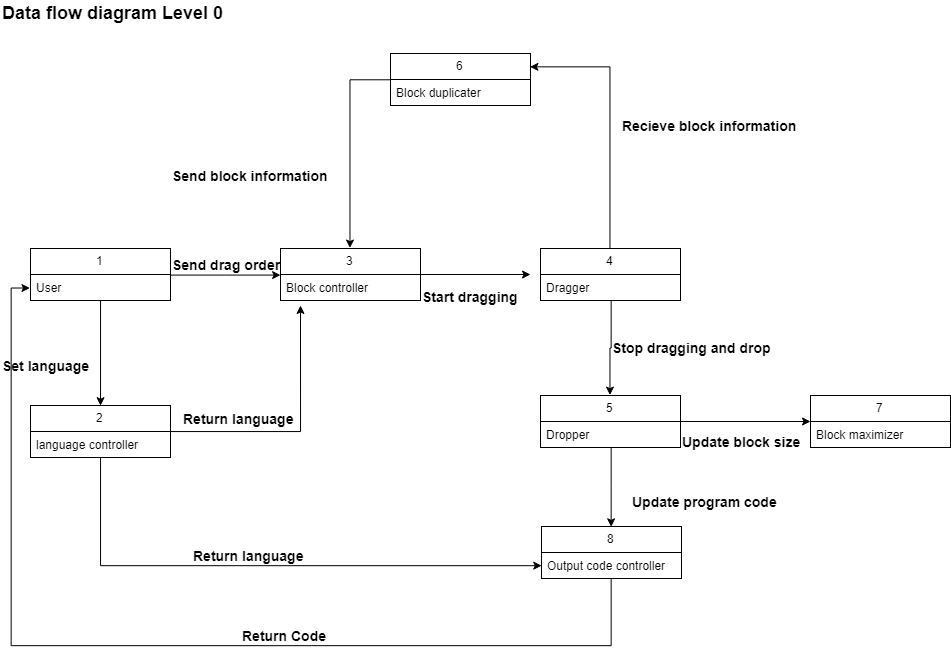 Data flow diagram Level 0
6
Block duplicater
Recieve block information
Send block information
1
User
Send drag order
3
Block controller
Start dragging
4
Dragger
Set language
Stop dragging and drop
2
language controller
Return language
5
Dropper
Update block size
7
Block maximizer
Update program code
8
Output code controller
Return language
Return Code